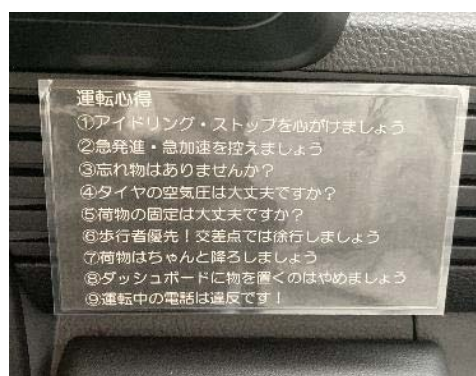 運転心得
①アイドリング・ストップを心がけましょう
②急発進・急加速を控えましょう
③忘れ物はありませんか？
④タイヤの空気圧は大丈夫ですか？
⑤荷物の固定は大丈夫ですか？
⑥歩行者優先！交差点では徐行しましょう
⑦荷物はちゃんと降ろしましょう
⑧ダッシュボードに物を置くのはやめましょう
⑨運転中の電話は違反です！